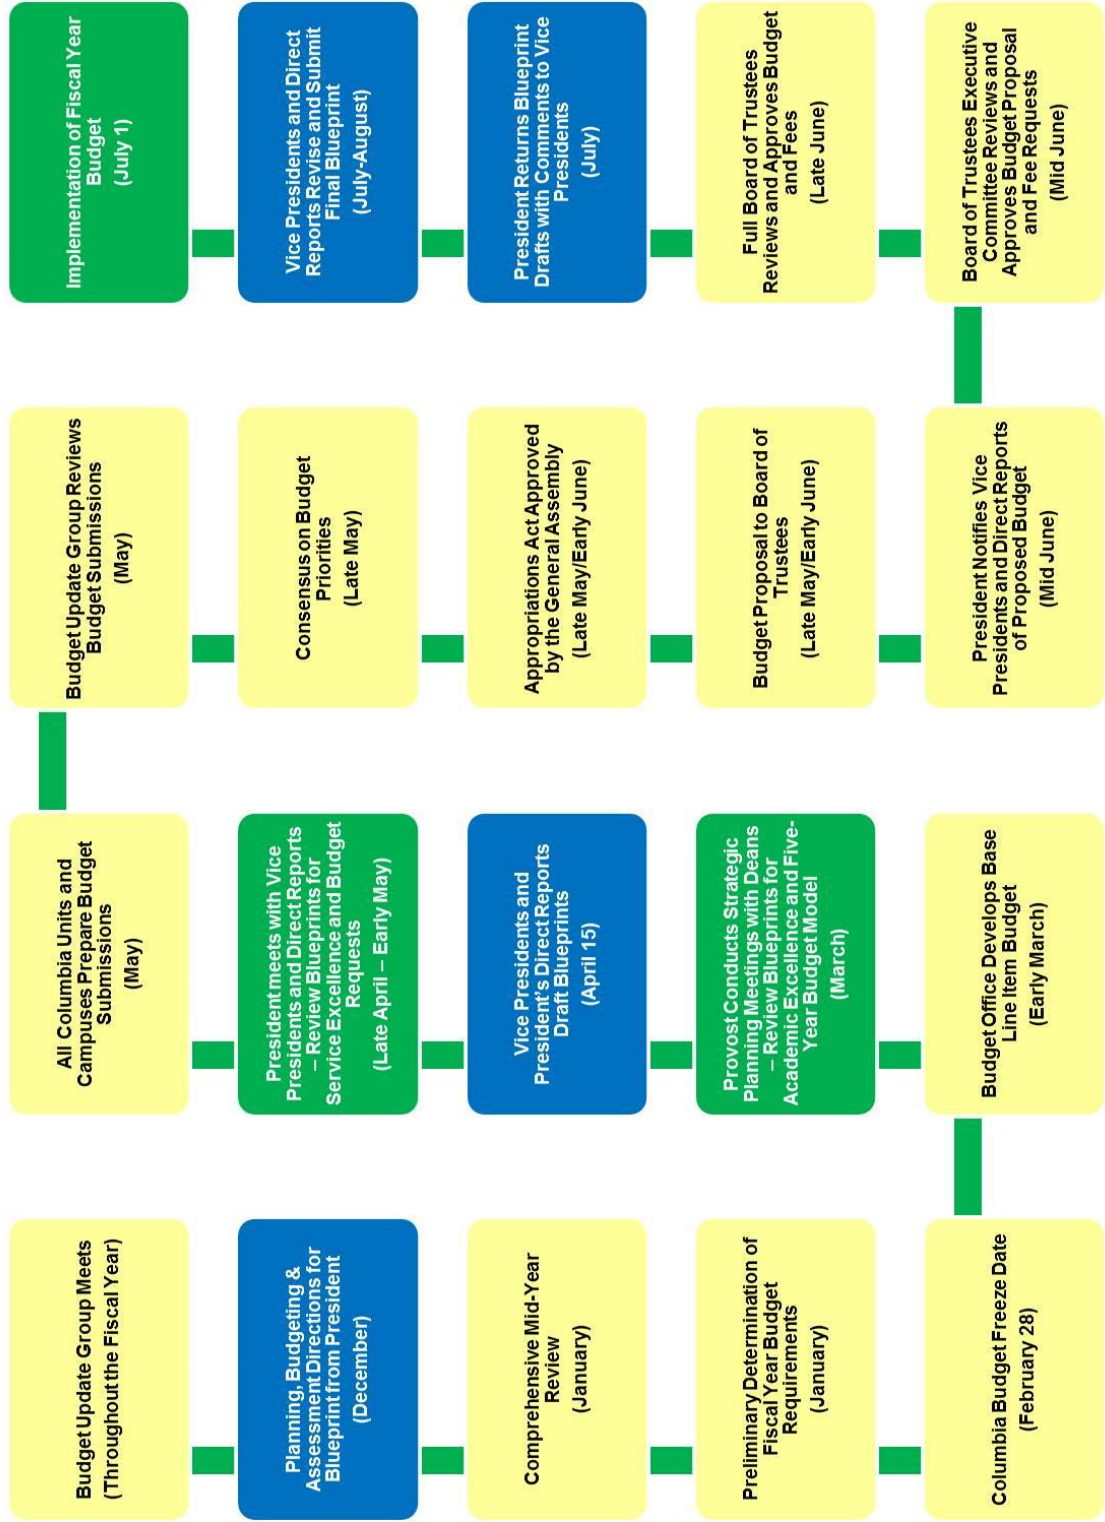 Budget Update Group Meets
(Throughout the Fiscal Year)
Planning, Budgeting &
Assessment Directions for
Blueprint from President
(December)
Comprehensive Mid-Year
Review
(January)
Preliminary Determination of
Fiscal Year Budget
Requirements
(January)
Columbia Budget Freeze Date
(February 28)
Budget Office Develops Base
Line Item Budget
(Early March)
Provost Conducts Strategic
Planning Meetings with Deans
– Review Blueprints for
Academic Excellence and Five-
Year Budget Model
(March)
Vice Presidents and
President's Direct Reports
Draft Blueprints
(April 15)
President meets with Vice
Presidents and Direct Reports
– Review Blueprints for
Service Excellence and Budget
Requests
(Late April – Early May)
All Columbia Units and
Campuses Prepare Budget
Submissions
(May)
Budget Update Group Reviews
Budget Submissions
(May)
Consensus on Budget
Priorities
(Late May)
Appropriations Act Approved
by the General Assembly
(Late May/Early June)
Budget Proposal to Board of
Trustees
(Late May/Early June)
President Notifies Vice
Presidents and Direct Reports
of Proposed Budget
(Mid June)
Board of Trustees Executive
Committee Reviews and
Approves Budget Proposal
and Fee Requests
(Mid June)
Full Board of Trustees
Reviews and Approves Budget
and Fees
(Late June)
President Returns Blueprint
Drafts with Comments to Vice
Presidents
(July)
Vice Presidents and Direct
Reports Revise and Submit
Final Blueprint
(July-August)
Implementation of Fiscal Year
Budget
(July 1)